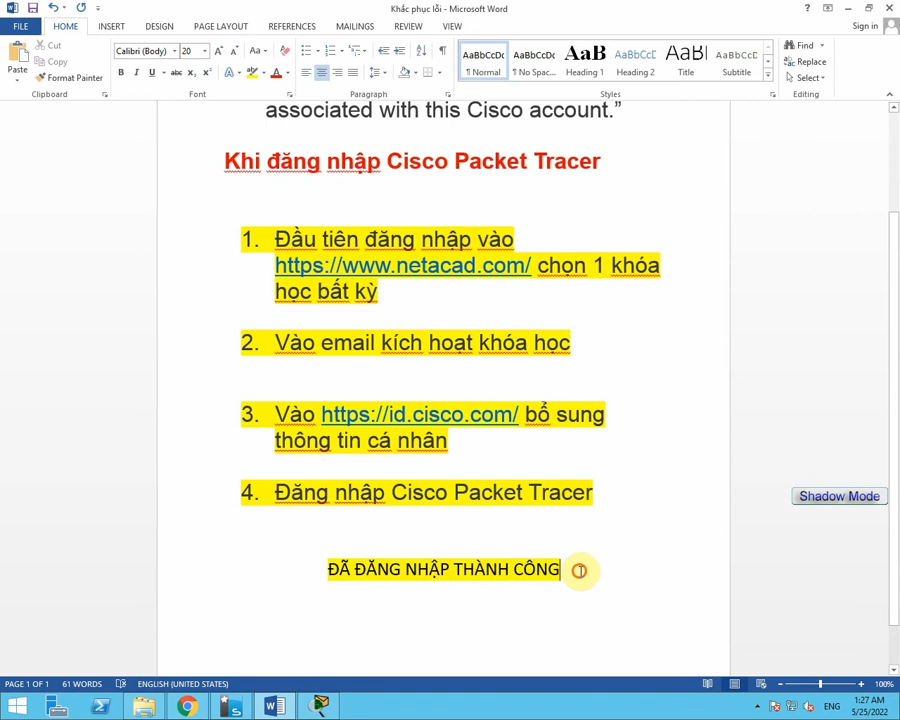 Khắc phục lỗi - Microsoft Word
FILE HOME INSERT DESIGN PAGE LAYOUT REFERENCES MAILINGS REVIEW VIEW Sign in
Paste
Cut
Copy
Format Painter
Calibri (Body) 20
AaBbCcDc AaBbCcDc AaB AaBbCcD AaBI AaBbCcD
¶ Normal ¶ No Spac... Heading 1 Heading 2 Title Subtitle
Find
Replace
Select
Clipboard Font Paragraph Styles Editing
associated with this Cisco account.”
Khi đăng nhập Cisco Packet Tracer
1. Đầu tiên đăng nhập vào
https://www.netacad.com/ chọn 1 khóa
học bất kỳ
2. Vào email kích hoạt khóa học
3. Vào https://id.cisco.com/ bổ sung
thông tin cá nhân
4. Đăng nhập Cisco Packet Tracer
Shadow Mode
ĐÃ ĐĂNG NHẬP THÀNH CÔNG
PAGE 1 OF 1 61 WORDS ENGLISH (UNITED STATES) 100%
ENG
1:27 AM
5/25/2022